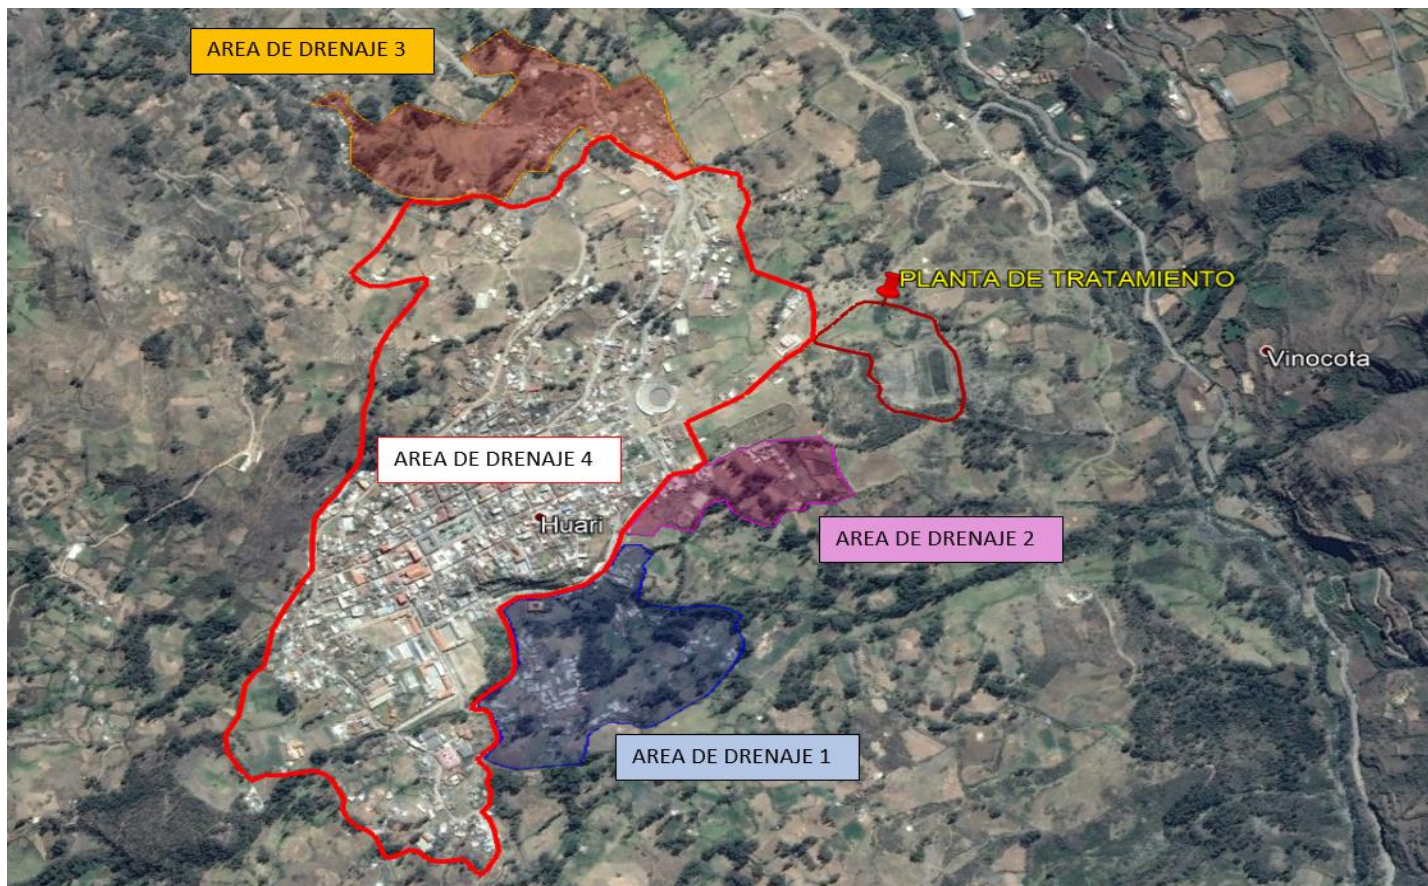 AREA DE DRENAJE 3
PLANTA DE TRATAMIENTO
Vinocota
AREA DE DRENAJE 4
Huari
AREA DE DRENAJE 2
AREA DE DRENAJE 1